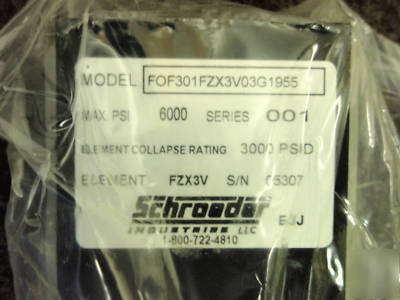 MODEL FOF301FZX3V03G1955
MAX. PSI 6000 SERIES 001
ELEMENT COLLAPSE RATING 3000 PSID
ELEMENT FZX3V S/N 05307
Schroeder
INDUSTRIES LLC
1-800-722-4810